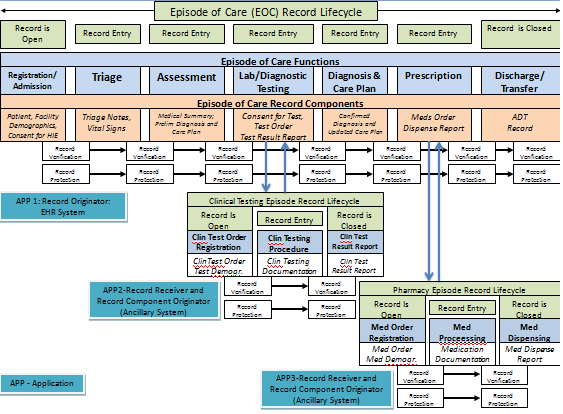 Episode of Care (EOC) Record Lifecycle
Record is
Open
Record Entry
Record Entry
Record Entry
Record Entry
Record Entry
Record is Closed
Episode of Care Functions
Registration/
Admission
Triage
Assessment
Lab/Diagnostic
Testing
Diagnosis &
Care Plan
Prescription
Discharge/
Transfer
Episode of Care Record Components
Patient, Facility
Demographics,
Consent for HIE
Triage Notes,
Vital Signs
Medical Summary;
Prelim Diagnosis and
Care Plan
Consent for Test,
Test Order
Test Result Report
Confirmed
Diagnosis and
Updated Care Plan
Meds Order
Dispense Report
ADT
Record
Record
Verification
Record
Verification
Record
Verification
Record
Verification
Record
Verification
Record
Verification
Record
Verification
Record
Protection
Record
Protection
Record
Protection
Record
Protection
Record
Protection
Record
Protection
Record
Protection
APP 1: Record Originator:
EHR System
Clinical Testing Episode Record Lifecycle
Record Is
Open
Record Entry
Record is
Closed
Clin Test Order
Registration
Clin Testing
Procedure
Clin Test
Result Report
ClinTest Order
Test Demogr.
Clin Testing
Documentation
Clin Test
Result Report
APP2-Record Receiver and
Record Component Originator
(Ancillary System)
Record
Verification
Record
Verification
Record
Protection
Record
Protection
Pharmacy Episode Record Lifecycle
Record Is
Open
Record Entry
Record is
Closed
Med Order
Registration
Med
Proceessing
Med
Dispensing
Med Order
Med Demogr.
Medication
Documentation
Med Dispense
Report
APP3-Record Receiver and
Record Component Originator
(Ancillary System)
Record
Verification
Record
Verification
Record
Protection
Record
Protection
APP - Application